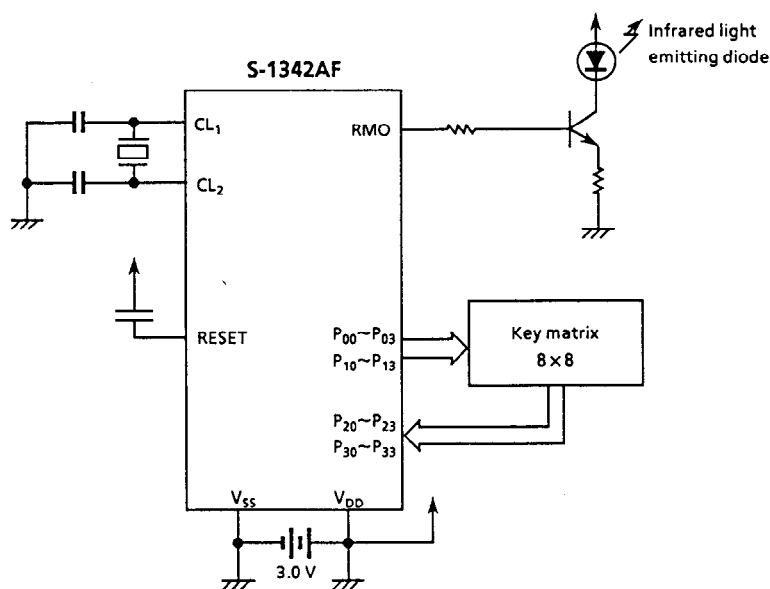 S-1342AF
Infrared light
emitting diode
CL₁
CL₂
RMO
RESET
P₀₀~P₀₃
P₁₀~P₁₃
Key matrix
8×8
P₂₀~P₂₃
P₃₀~P₃₃
V_SS
V_DD
3.0 V